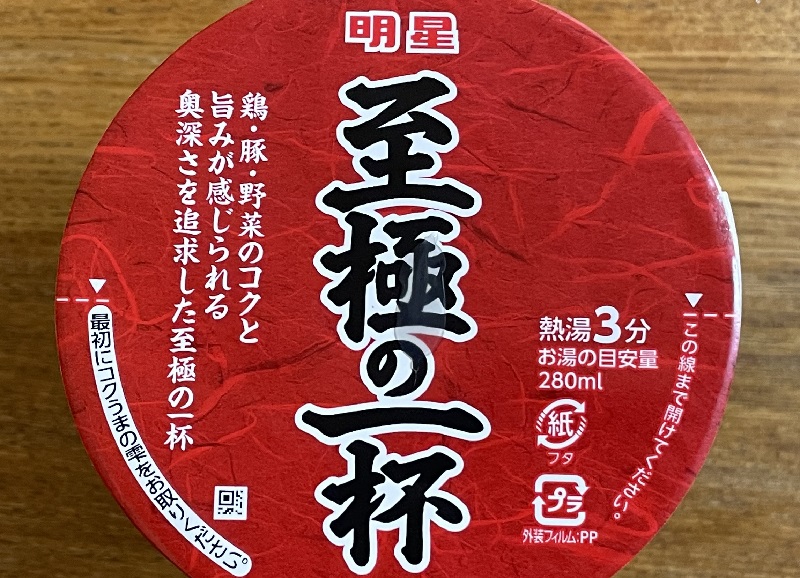 明星
至極の一杯
鶏・豚・野菜のコクと
旨みが感じられる
奥深さを追求した至極の一杯
最初にコクうまの雫をお取りください。
この線まで開けてください。
熱湯3分
お湯の目安量
280ml
紙
フタ
プラ
外装フィルム:PP